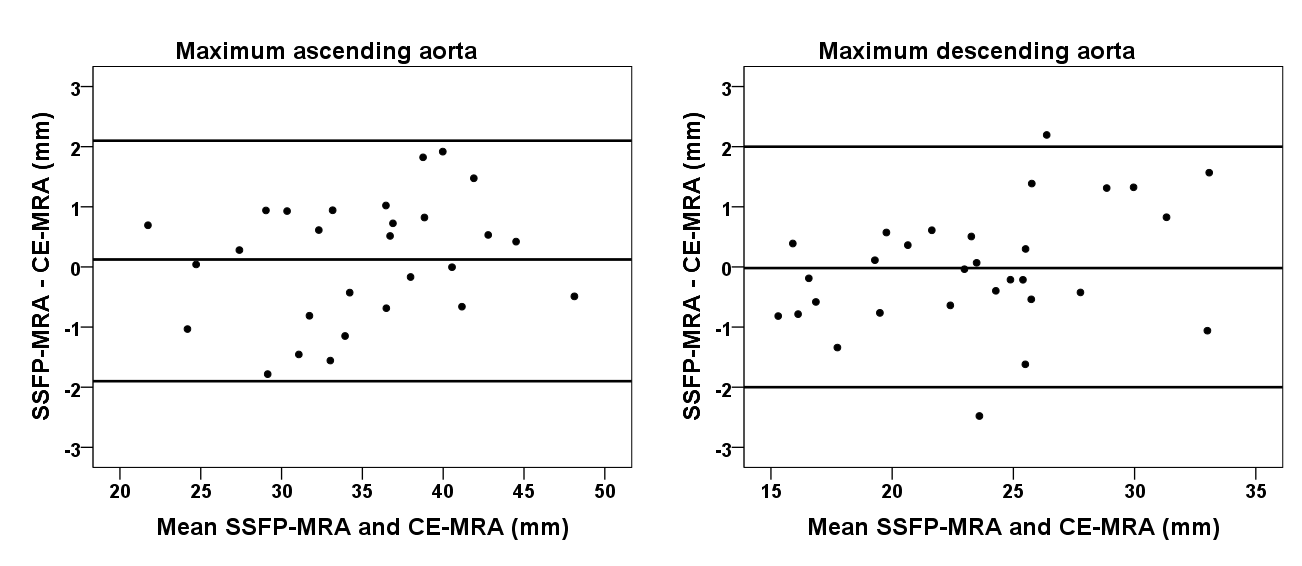 Maximum ascending aorta
SSFP-MRA - CE-MRA (mm)
3
2
1
0
-1
-2
-3
20 25 30 35 40 45 50
Mean SSFP-MRA and CE-MRA (mm)
Maximum descending aorta
SSFP-MRA - CE-MRA (mm)
3
2
1
0
-1
-2
-3
15 20 25 30 35
Mean SSFP-MRA and CE-MRA (mm)